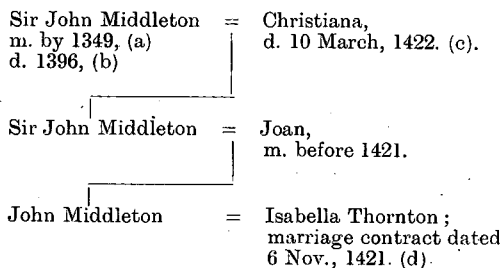 Sir John Middleton = Christiana,
m. by 1349, (a) d. 10 March, 1422. (c).
d. 1396, (b)
Sir John Middleton = Joan,
m. before 1421.
John Middleton = Isabella Thornton ;
marriage contract dated
6 Nov., 1421. (d).